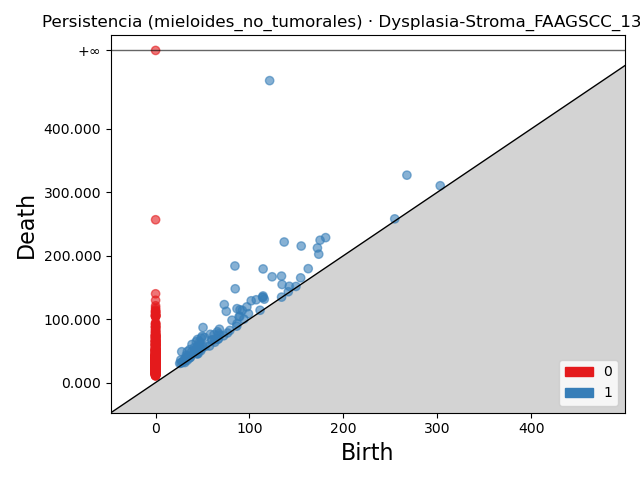 Persistencia (mieloides_no_tumorales) · Dysplasia-Stroma_FAAGSCC_13
+∞
400.000
300.000
200.000
100.000
0.000
Death
0
1
0 100 200 300 400
Birth